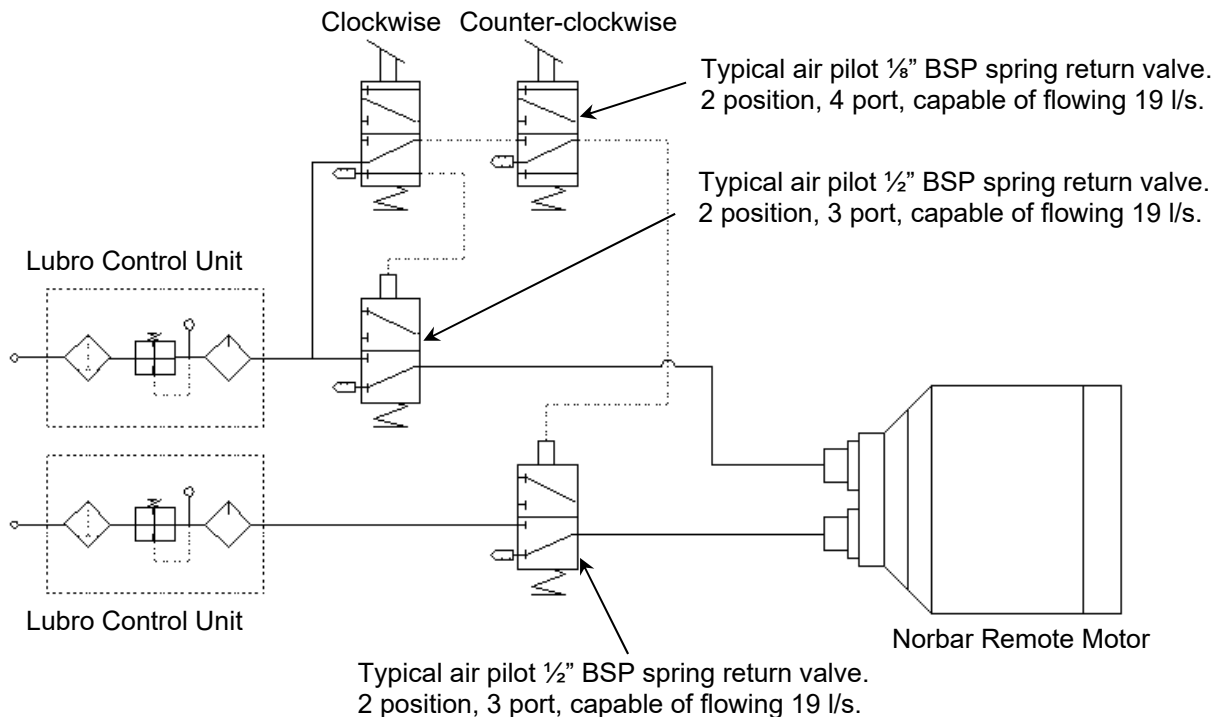 Clockwise
Counter-clockwise
Typical air pilot ⅛” BSP spring return valve.
2 position, 4 port, capable of flowing 19 l/s.
Typical air pilot ½” BSP spring return valve.
2 position, 3 port, capable of flowing 19 l/s.
Lubro Control Unit
Lubro Control Unit
Norbar Remote Motor
Typical air pilot ½” BSP spring return valve.
2 position, 3 port, capable of flowing 19 l/s.